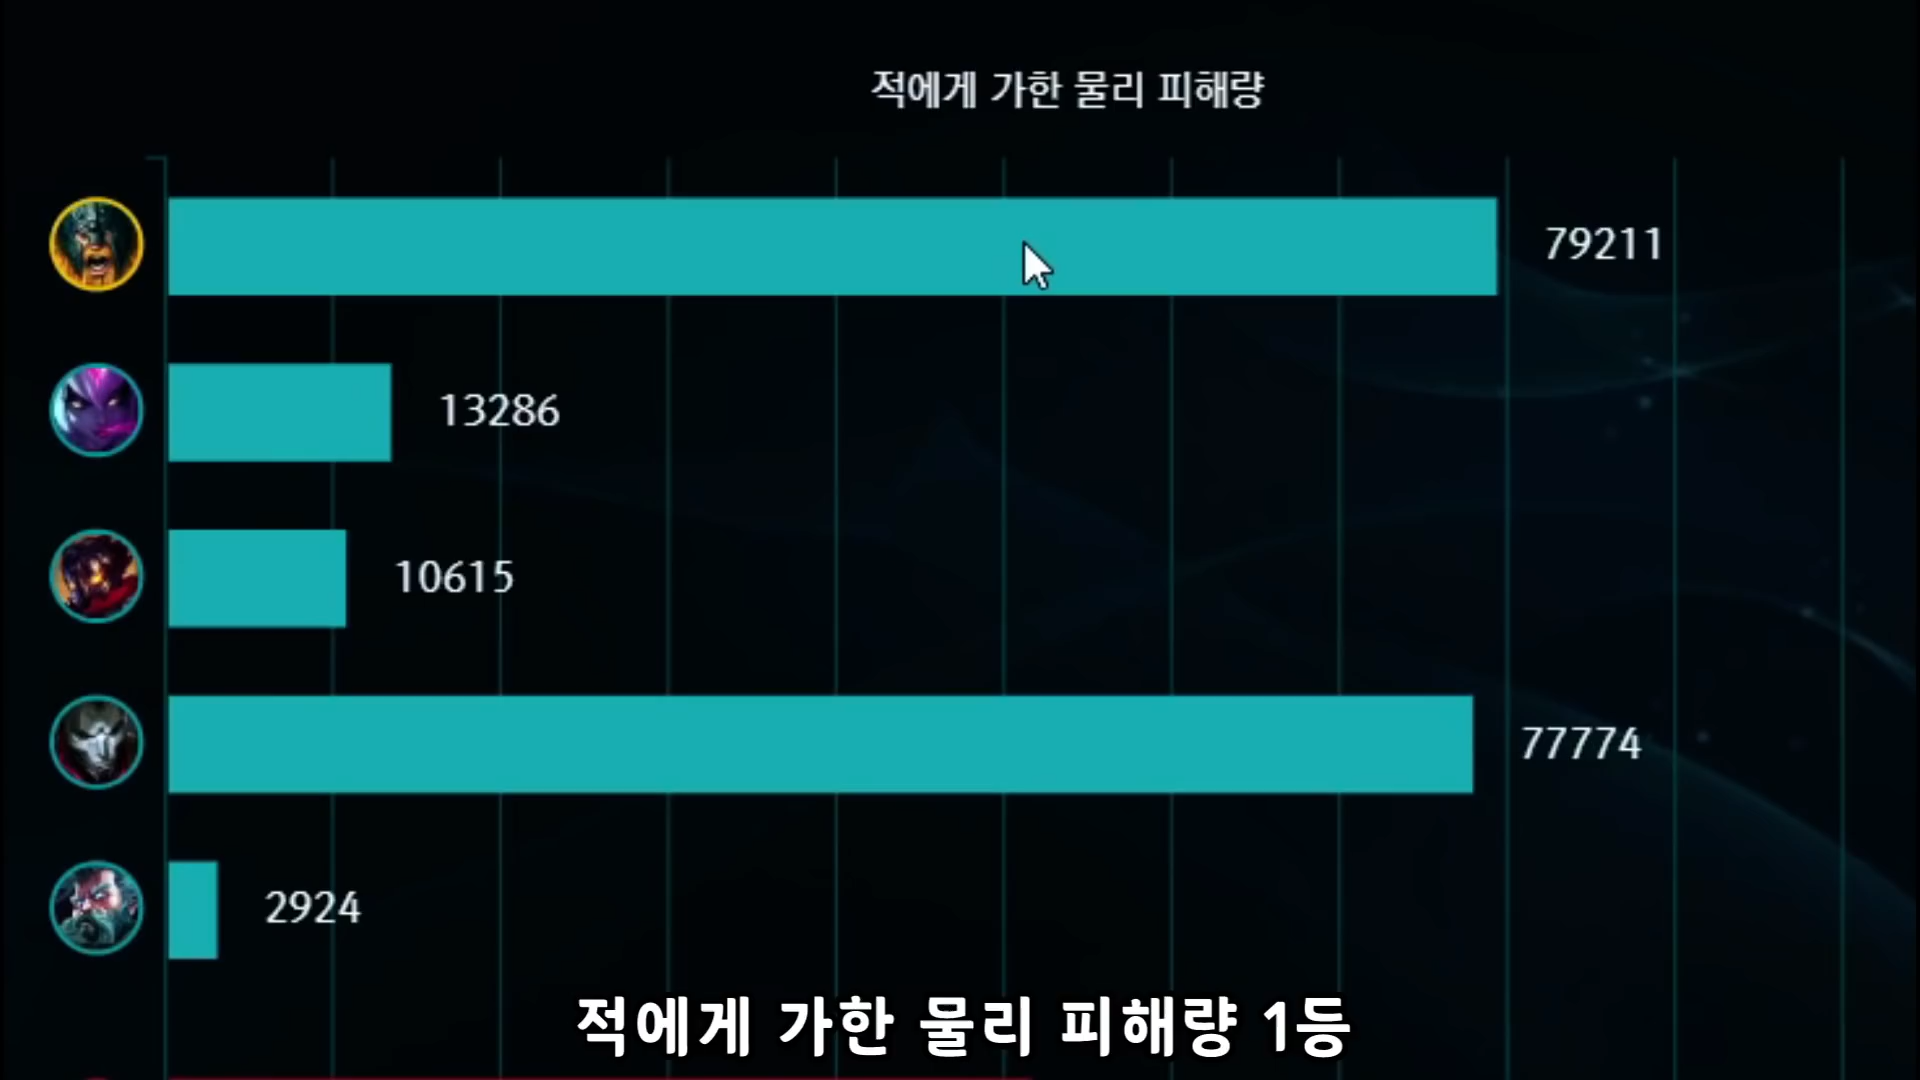 적에게 가한 물리 피해량
79211
13286
10615
77774
2924
적에게 가한 물리 피해량 1등